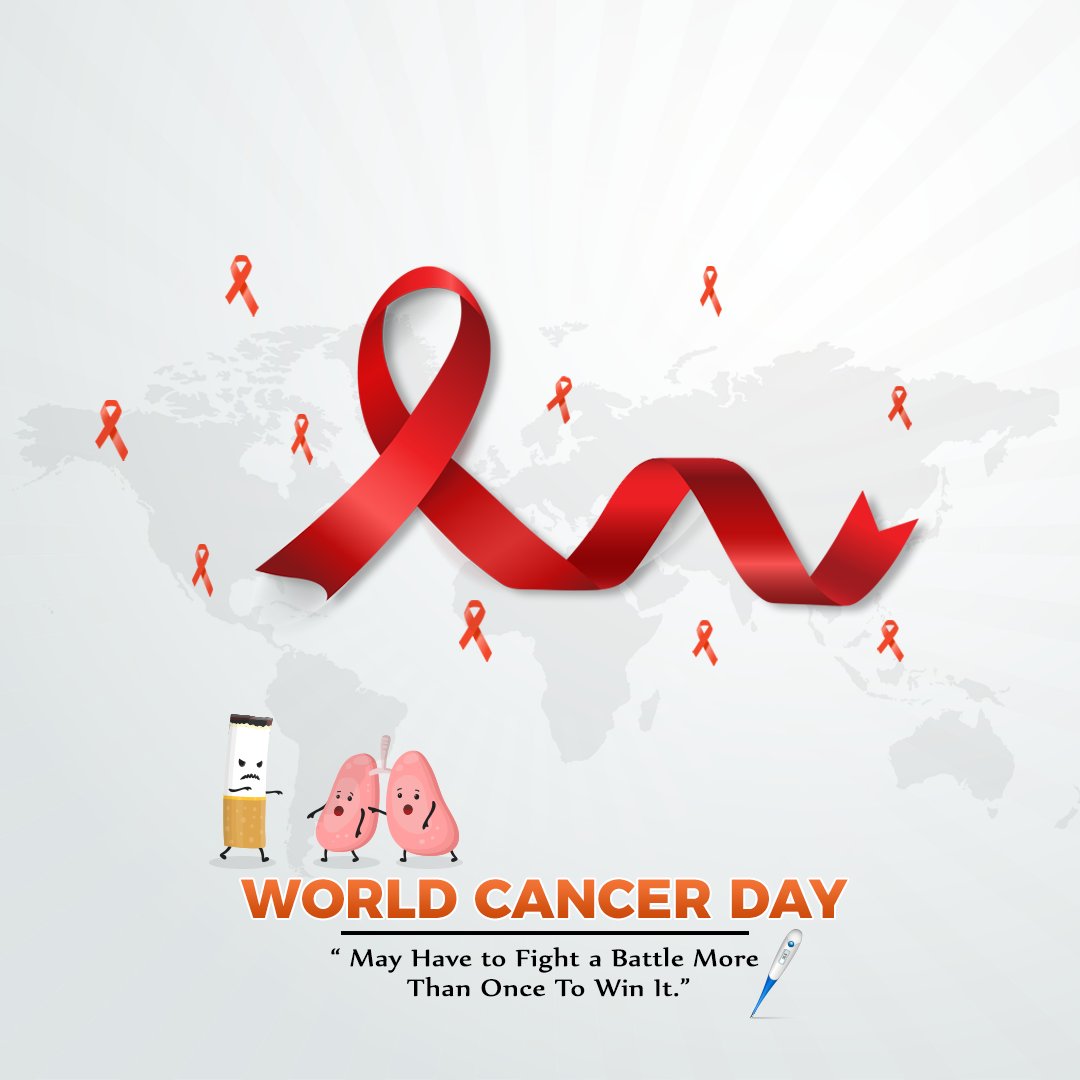 WORLD CANCER DAY
“ May Have to Fight a Battle More
Than Once To Win It.”